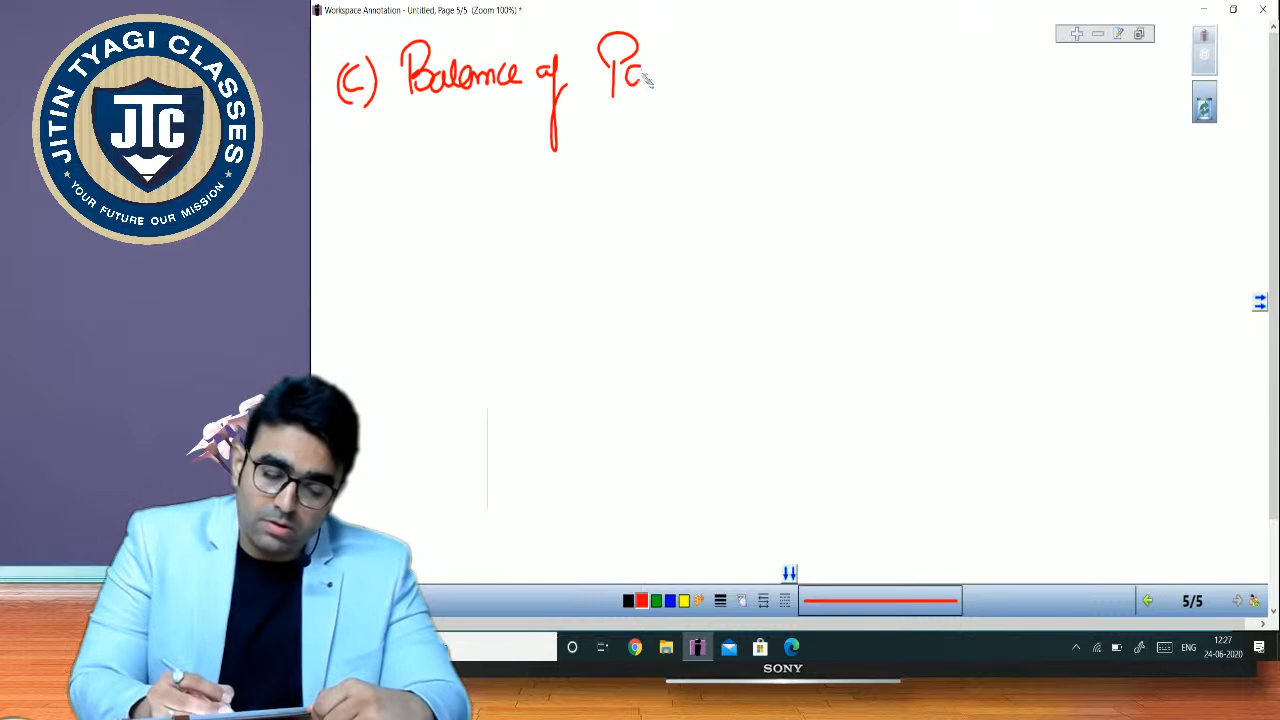 Workspace Annotation - Untitled, Page 5/5 (Zoom 100%) *
JITIN TYAGI CLASSES
JTC
★ YOUR FUTURE OUR MISSION ★
(C) Balance of Pa
5/5
ENG
12:27
24-06-2020
SONY